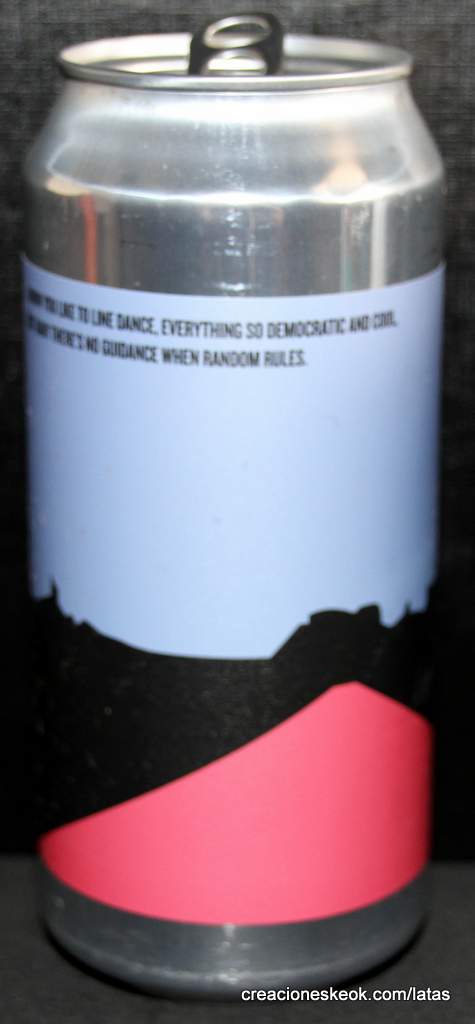 YOU LIKE TO LINE DANCE, EVERYTHING SO DEMOCRATIC AND COOL,
THERE'S NO GUIDANCE WHEN RANDOM RULES.
creacioneskeok.com/latas